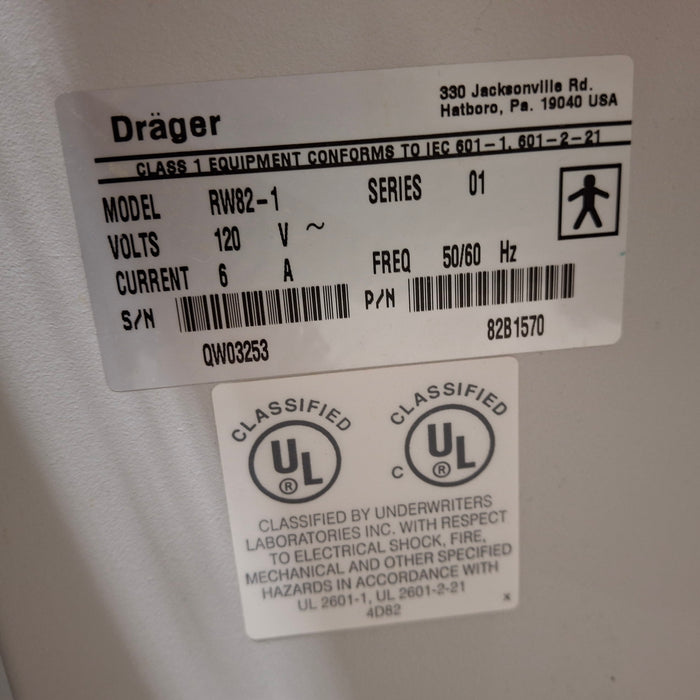 Dräger
330 Jacksonville Rd.
Hatboro, Pa. 19040 USA
CLASS 1 EQUIPMENT CONFORMS TO IEC 601-1, 601-2-21
MODEL RW82-1 SERIES 01
VOLTS 120 V ~
CURRENT 6 A FREQ 50/60 Hz
S/N P/N
QW03253 82B1570
CLASSIFIED CLASSIFIED
UL® C UL®
CLASSIFIED BY UNDERWRITERS
LABORATORIES INC. WITH RESPECT
TO ELECTRICAL SHOCK, FIRE,
MECHANICAL AND OTHER SPECIFIED
HAZARDS IN ACCORDANCE WITH
UL 2601-1, UL 2601-2-21
4D82 x